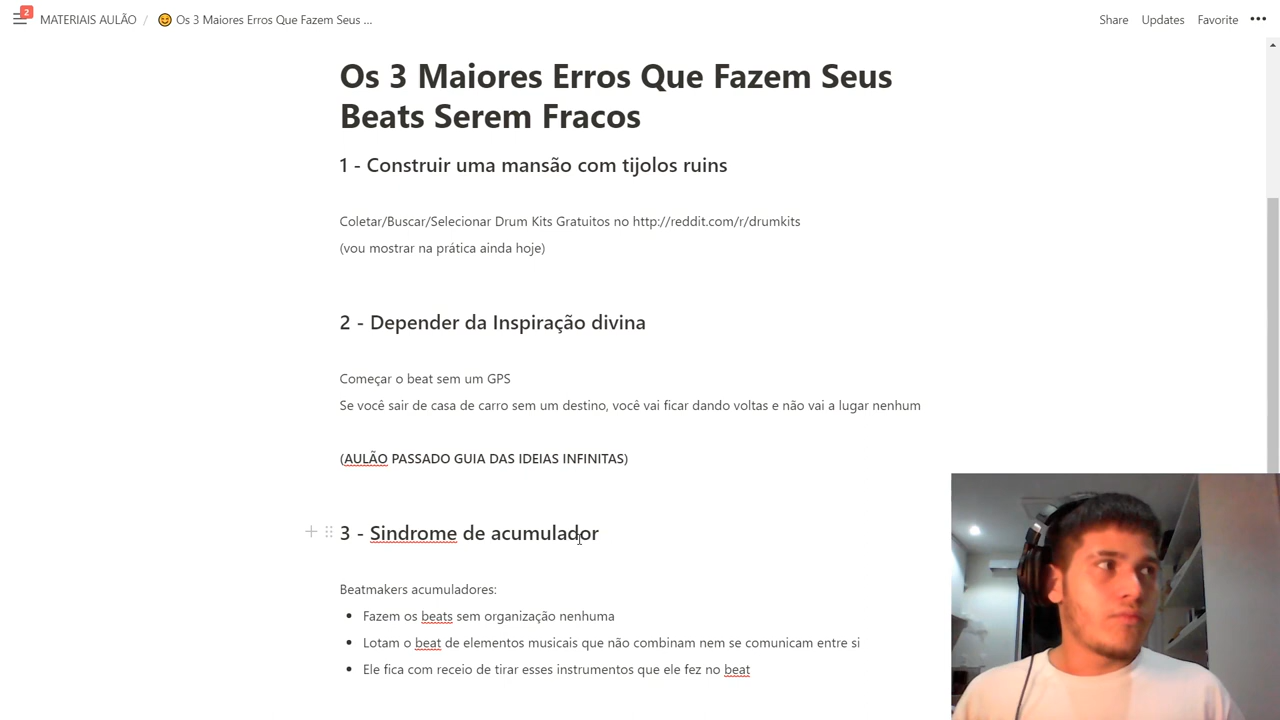 2
MATERIAIS AULÃO / Os 3 Maiores Erros Que Fazem Seus ...
Share Updates Favorite
Os 3 Maiores Erros Que Fazem Seus
Beats Serem Fracos
1 - Construir uma mansão com tijolos ruins
Coletar/Buscar/Selecionar Drum Kits Gratuitos no http://reddit.com/r/drumkits
(vou mostrar na prática ainda hoje)
2 - Depender da Inspiração divina
Começar o beat sem um GPS
Se você sair de casa de carro sem um destino, você vai ficar dando voltas e não vai a lugar nenhum
(AULÃO PASSADO GUIA DAS IDEIAS INFINITAS)
3 - Sindrome de acumulador
Beatmakers acumuladores:
Fazem os beats sem organização nenhuma
Lotam o beat de elementos musicais que não combinam nem se comunicam entre si
Ele fica com receio de tirar esses instrumentos que ele fez no beat